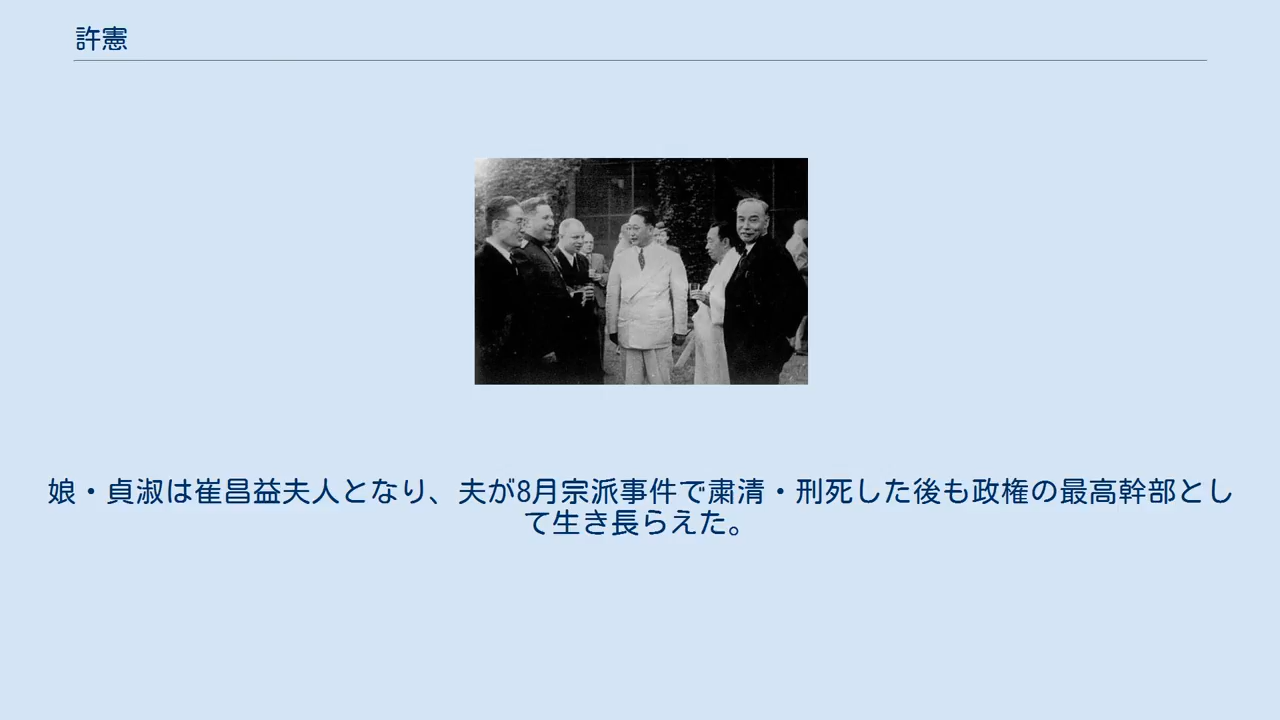 許憲
娘・貞淑は崔昌益夫人となり、夫が8月宗派事件で粛清・刑死した後も政権の最高幹部とし
て生き長らえた。